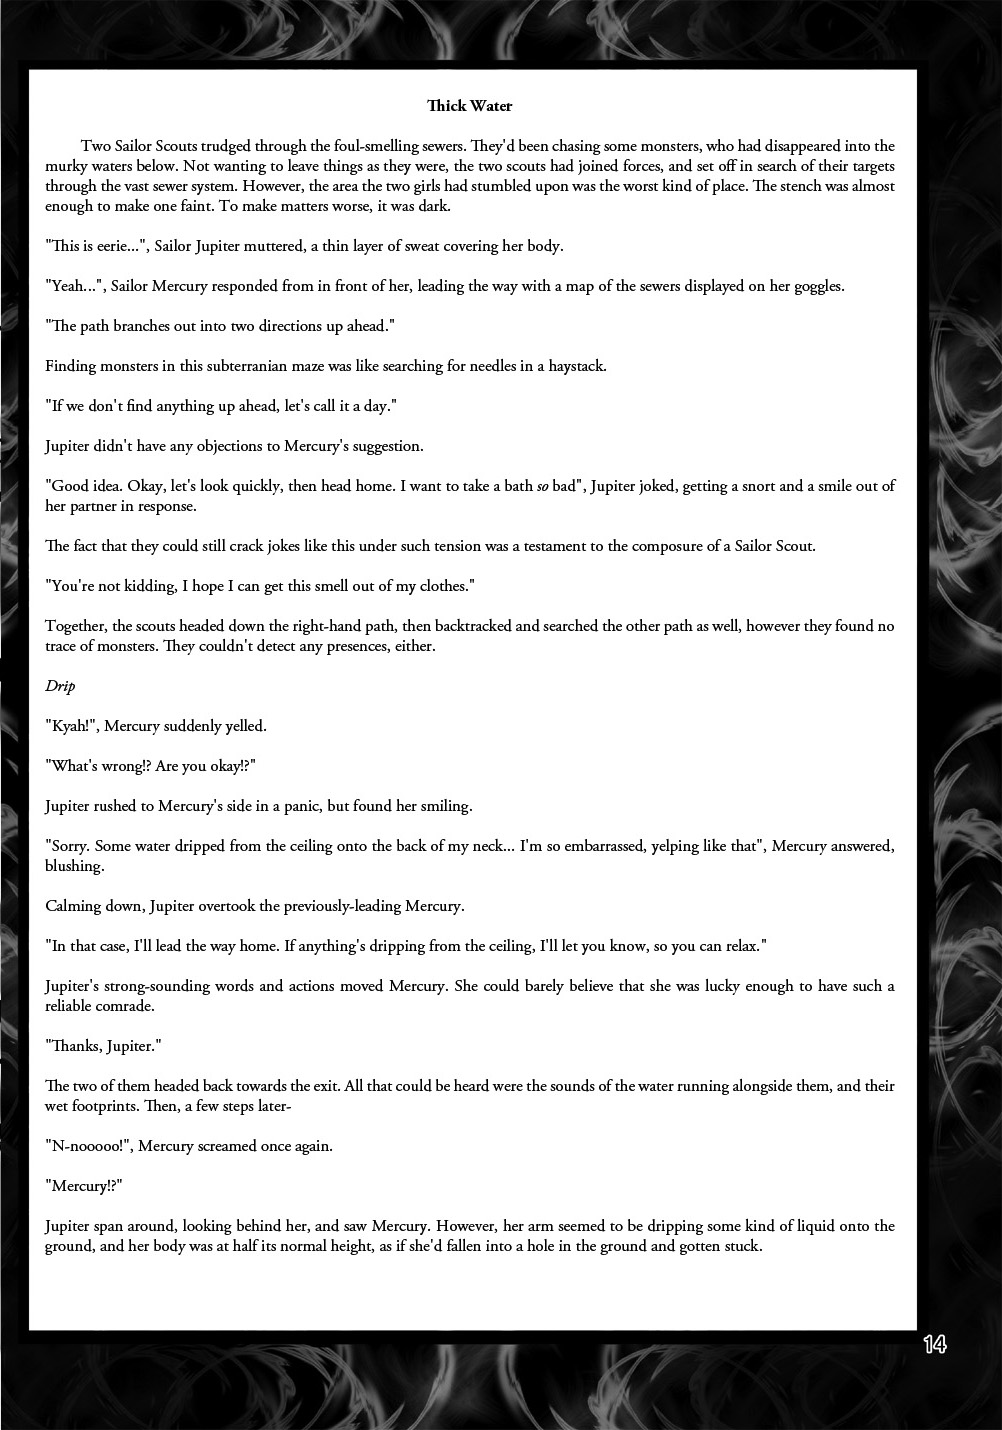 Thick Water
Two Sailor Scouts trudged through the foul-smelling sewers. They'd been chasing some monsters, who had disappeared into the
murky waters below. Not wanting to leave things as they were, the two scouts had joined forces, and set off in search of their targets
through the vast sewer system. However, the area the two girls had stumbled upon was the worst kind of place. The stench was almost
enough to make one faint. To make matters worse, it was dark.
"This is eerie...", Sailor Jupiter muttered, a thin layer of sweat covering her body.
"Yeah...", Sailor Mercury responded from in front of her, leading the way with a map of the sewers displayed on her goggles.
"The path branches out into two directions up ahead."
Finding monsters in this subterranian maze was like searching for needles in a haystack.
"If we don't find anything up ahead, let's call it a day."
Jupiter didn't have any objections to Mercury's suggestion.
"Good idea. Okay, let's look quickly, then head home. I want to take a bath so bad", Jupiter joked, getting a snort and a smile out of
her partner in response.
The fact that they could still crack jokes like this under such tension was a testament to the composure of a Sailor Scout.
"You're not kidding, I hope I can get this smell out of my clothes."
Together, the scouts headed down the right-hand path, then backtracked and searched the other path as well, however they found no
trace of monsters. They couldn't detect any presences, either.
Drip
"Kyah!", Mercury suddenly yelled.
"What's wrong!? Are you okay!?"
Jupiter rushed to Mercury's side in a panic, but found her smiling.
"Sorry. Some water dripped from the ceiling onto the back of my neck... I'm so embarrassed, yelping like that", Mercury answered,
blushing.
Calming down, Jupiter overtook the previously-leading Mercury.
"In that case, I'll lead the way home. If anything's dripping from the ceiling, I'll let you know, so you can relax."
Jupiter's strong-sounding words and actions moved Mercury. She could barely believe that she was lucky enough to have such a
reliable comrade.
"Thanks, Jupiter."
The two of them headed back towards the exit. All that could be heard were the sounds of the water running alongside them, and their
wet footprints. Then, a few steps later-
"N-nooooo!", Mercury screamed once again.
"Mercury!?"
Jupiter span around, looking behind her, and saw Mercury. However, her arm seemed to be dripping some kind of liquid onto the
ground, and her body was at half its normal height, as if she'd fallen into a hole in the ground and gotten stuck.
14